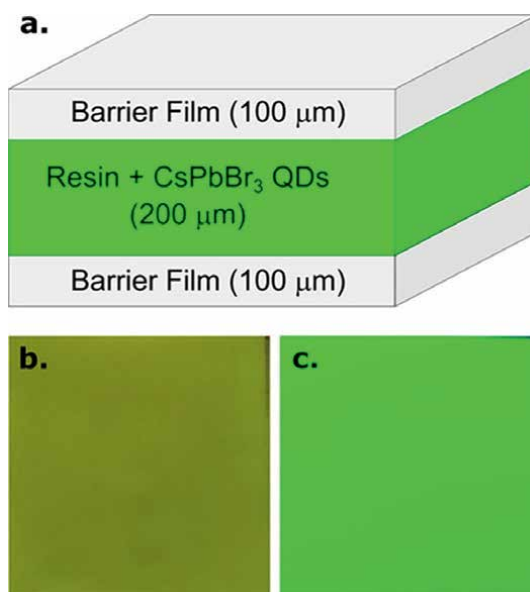 a.
Barrier Film (100 μm)
Resin + CsPbBr₃ QDs
(200 μm)
Barrier Film (100 μm)
b.
c.